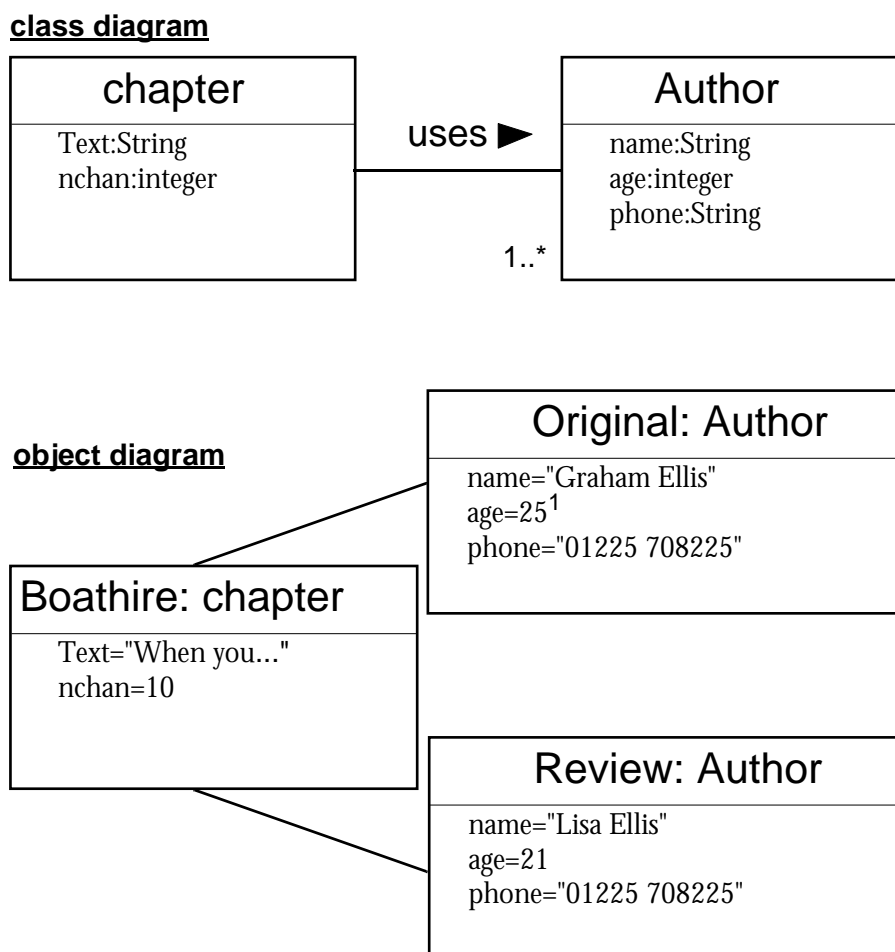 class diagram
chapter
Text:String
nchan:integer
uses ►
1..*
Author
name:String
age:integer
phone:String
object diagram
Boathire: chapter
Text="When you..."
nchan=10
Original: Author
name="Graham Ellis"
age=25¹
phone="01225 708225"
Review: Author
name="Lisa Ellis"
age=21
phone="01225 708225"